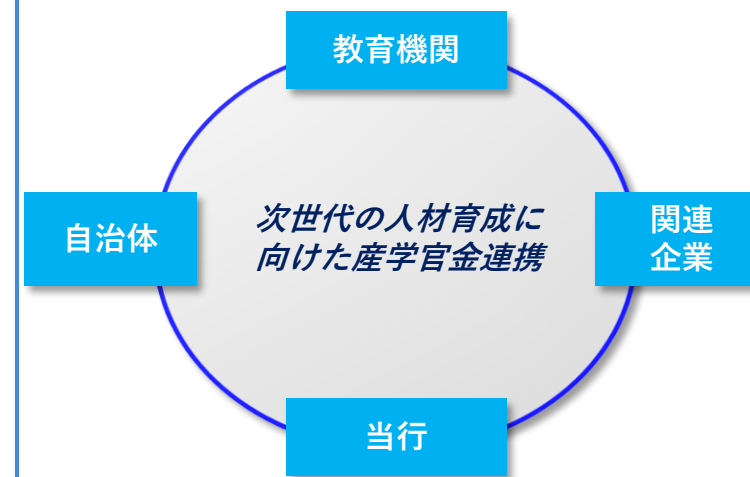 教育機関
自治体
次世代の人材育成に
向けた産学官金連携
関連
企業
当行